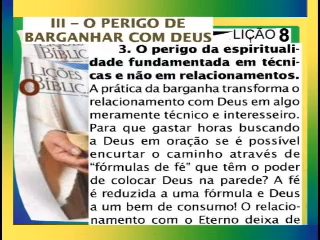 III – O PERIGO DE
BARGANHAR COM DEUS
LIÇÃO 8
LIÇÕES
BÍBLIC
3. O perigo da espirituali-
dade fundamentada em técni-
cas e não em relacionamentos.
A prática da barganha transforma o
relacionamento com Deus em algo
meramente técnico e interesseiro.
Para que gastar horas buscando
a Deus em oração se é possível
encurtar o caminho através de
“fórmulas de fé” que têm o poder
de colocar Deus na parede? A fé
é reduzida a uma fórmula e Deus
a um bem de consumo! O relacio-
namento com o Eterno deixa de